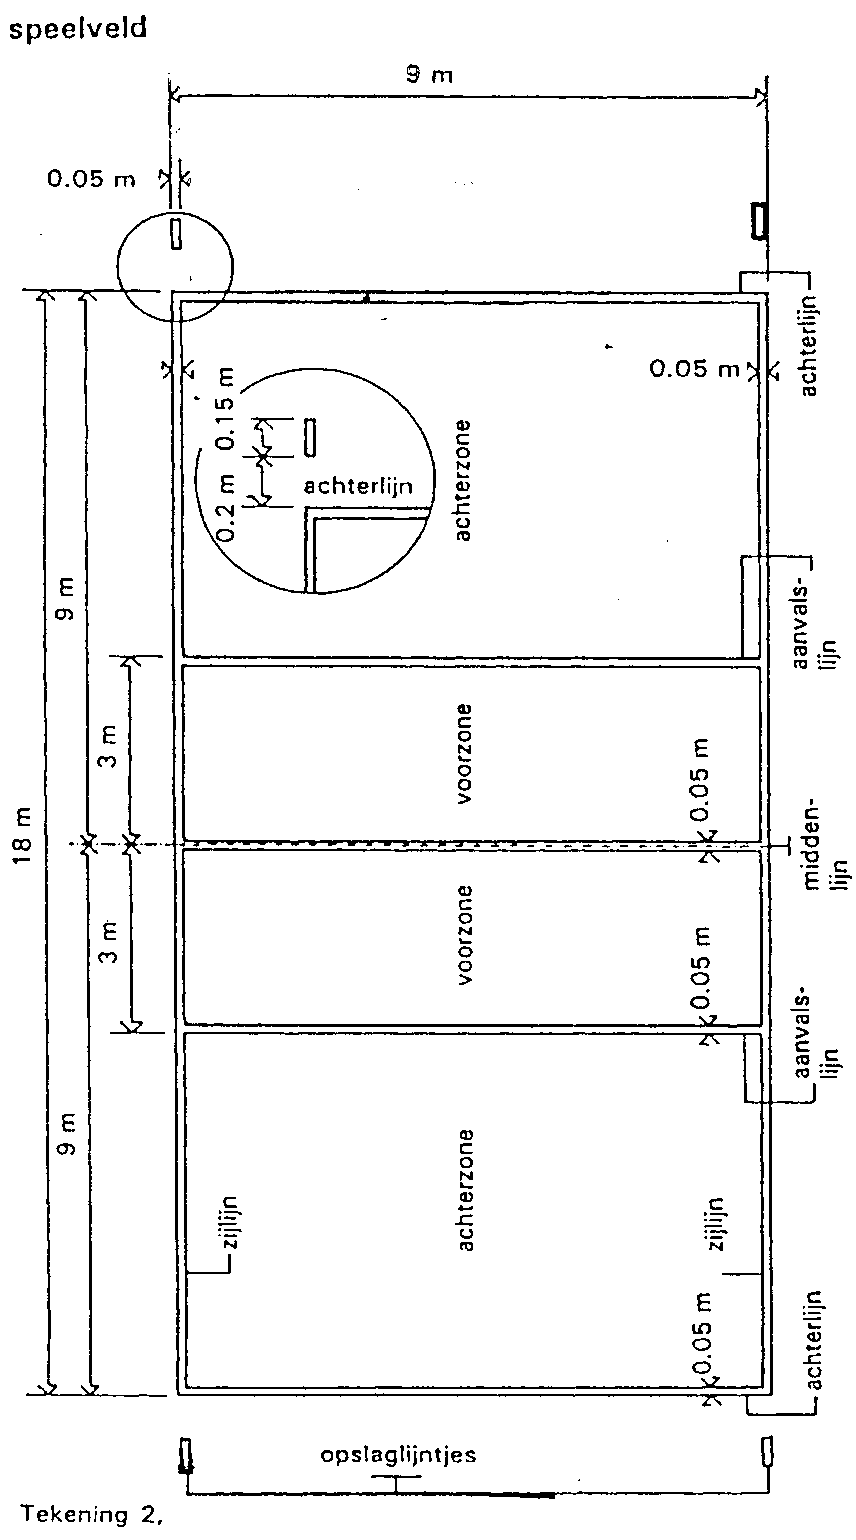 speelveld
9 m
0.05 m
achterlijn
0.05 m
0.15 m
0.2 m
achterlijn
achterzone
9 m
aanvals-
lijn
3 m
voorzone
0.05 m
18 m
midden-
lijn
3 m
voorzone
0.05 m
aanvals-
lijn
9 m
achterzone
zijlijn
zijlijn
0.05 m
achterlijn
opslaglijntjes
Tekening 2,